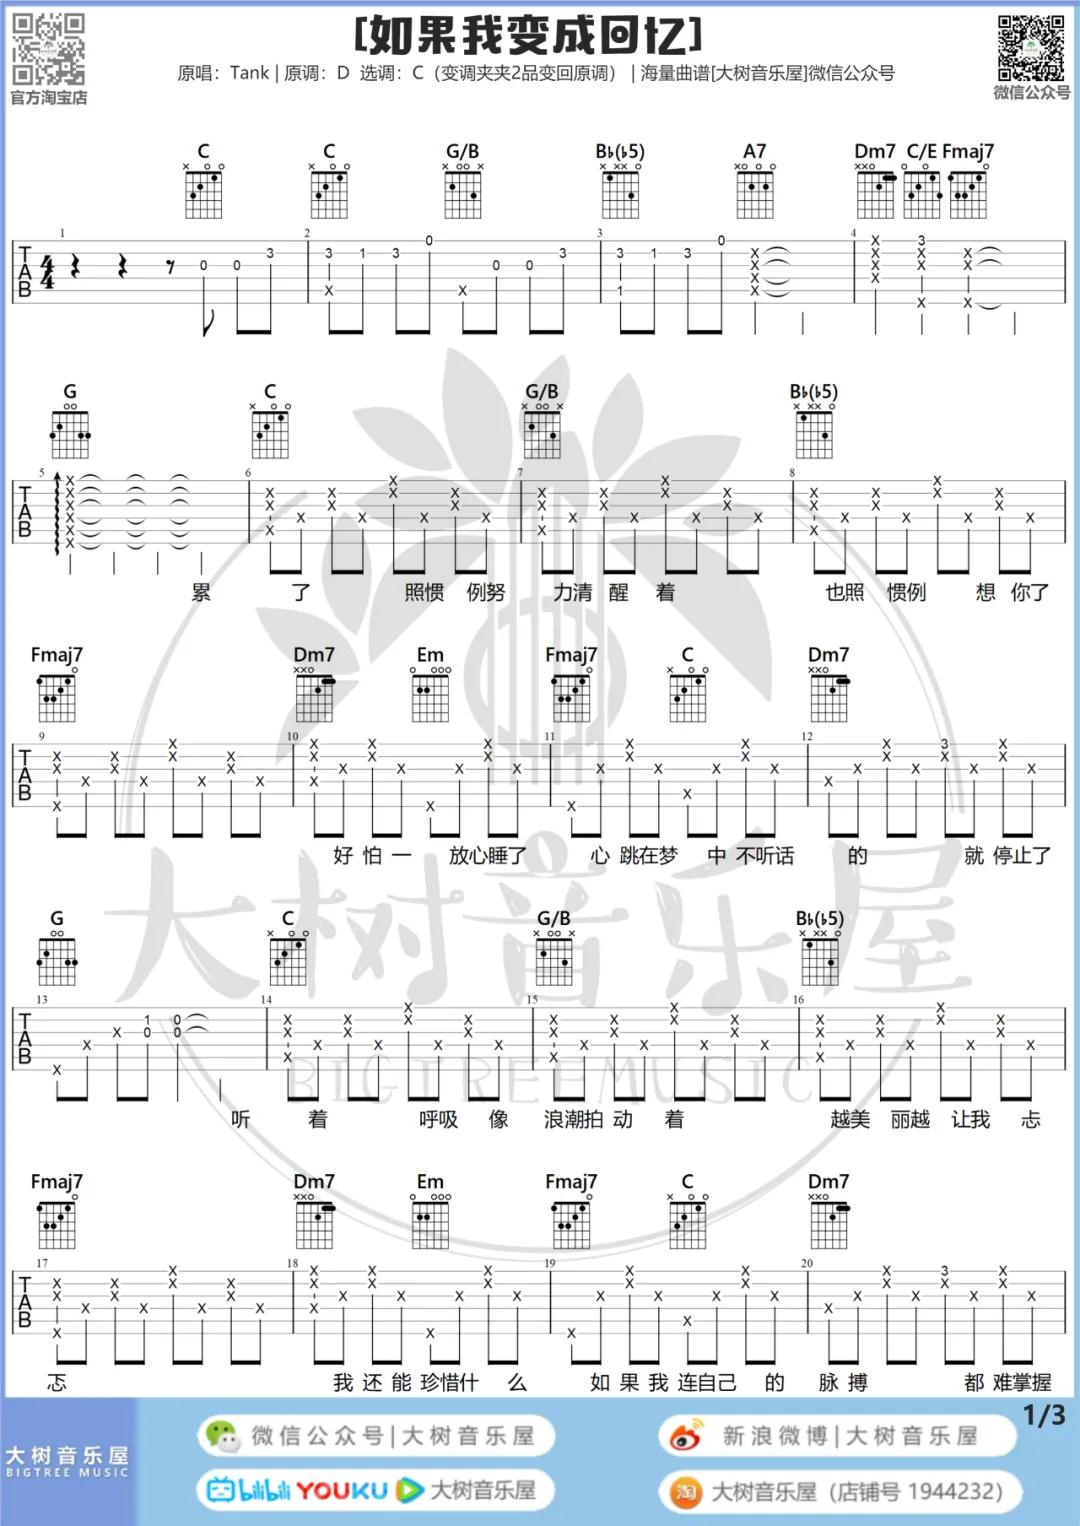 [如果我变成回忆]
原唱：Tank | 原调：D 选调：C（变调夹夹2品变回原调） | 海量曲谱[大树音乐屋]微信公众号
官方淘宝店
微信公众号
C C G/B B♭(♭5) A7 Dm7 C/E Fmaj7
1 2 3 4
T A B 4/4
G C G/B B♭(♭5)
5 6 7 8
T A B
累 了 照惯 例努 力清 醒 着 也照 惯例 想 你了
Fmaj7 Dm7 Em Fmaj7 C Dm7
9 10 11 12
T A B
好 怕 一 放心睡了 心 跳在梦 中 不听话 的 就 停止了
大树音乐屋
G C G/B B♭(♭5)
13 14 15 16
T A B
BIGTREEMUSIC
听 着 呼吸 像 浪潮拍 动 着 越美 丽越 让我 忐
Fmaj7 Dm7 Em Fmaj7 C Dm7
17 18 19 20
T A B
忑 我 还 能 珍惜什 么 如 果 我 连自己 的 脉 搏 都 难掌握
1/3
大树音乐屋
BIGTREE MUSIC
微信公众号|大树音乐屋
新浪微博|大树音乐屋
bilibili YOUKU 大树音乐屋
淘 大树音乐屋（店铺号 1944232）